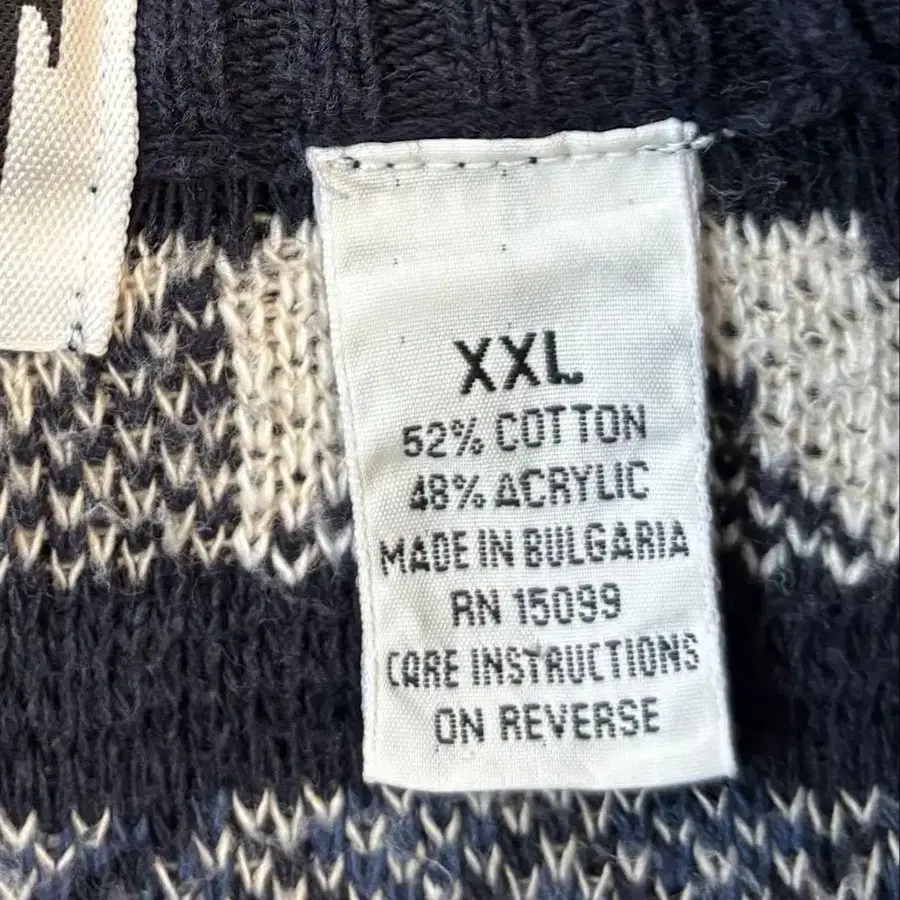 XXL
52% COTTON
48% ACRYLIC
MADE IN BULGARIA
RN 15099
CARE INSTRUCTIONS
ON REVERSE